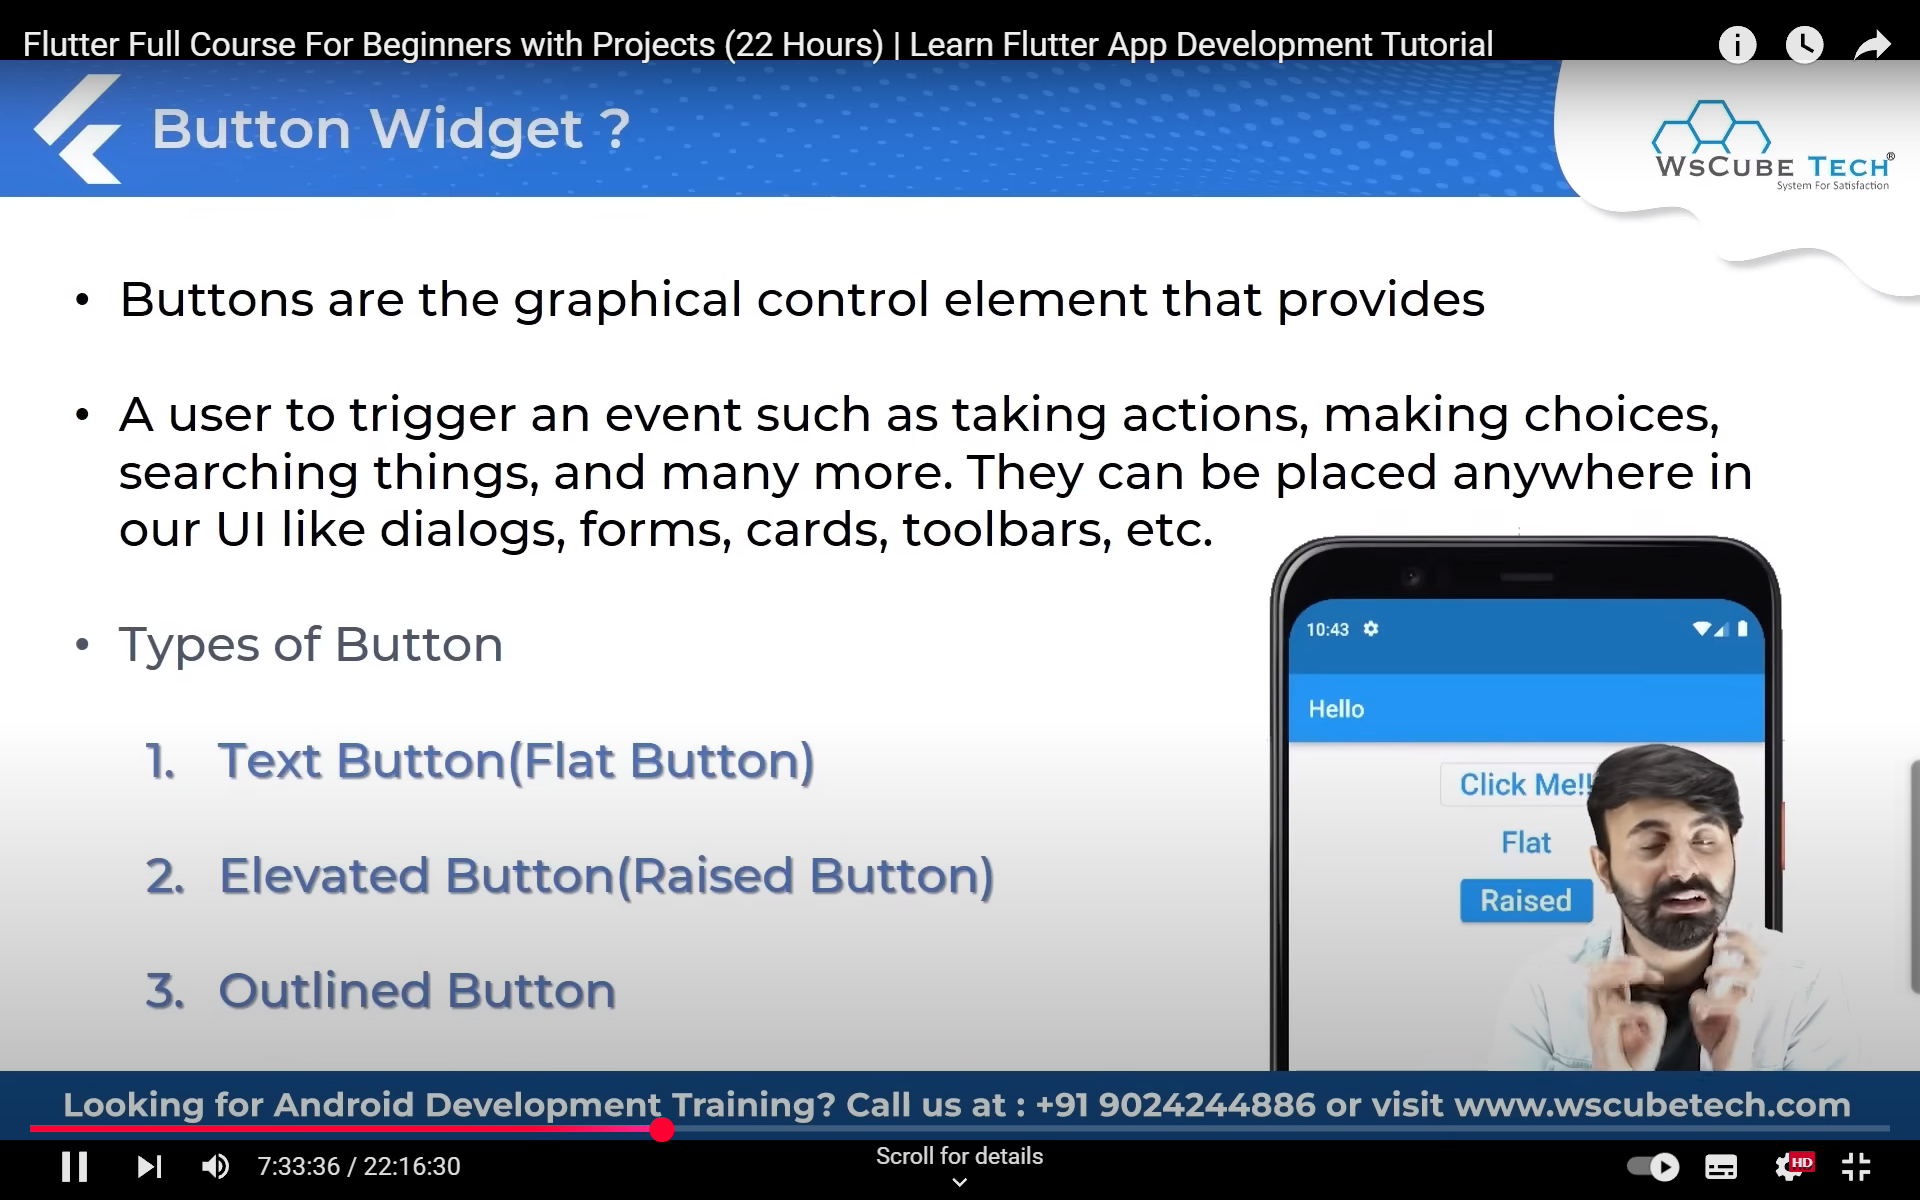 Flutter Full Course For Beginners with Projects (22 Hours) | Learn Flutter App Development Tutorial
Button Widget ?
WSCUBE TECH®
System For Satisfaction
• Buttons are the graphical control element that provides
• A user to trigger an event such as taking actions, making choices,
searching things, and many more. They can be placed anywhere in
our UI like dialogs, forms, cards, toolbars, etc.
• Types of Button
1. Text Button(Flat Button)
2. Elevated Button(Raised Button)
3. Outlined Button
10:43
Hello
Click Me!!
Flat
Raised
Looking for Android Development Training? Call us at : +91 9024244886 or visit www.wscubetech.com
7:33:36 / 22:16:30
Scroll for details
HD